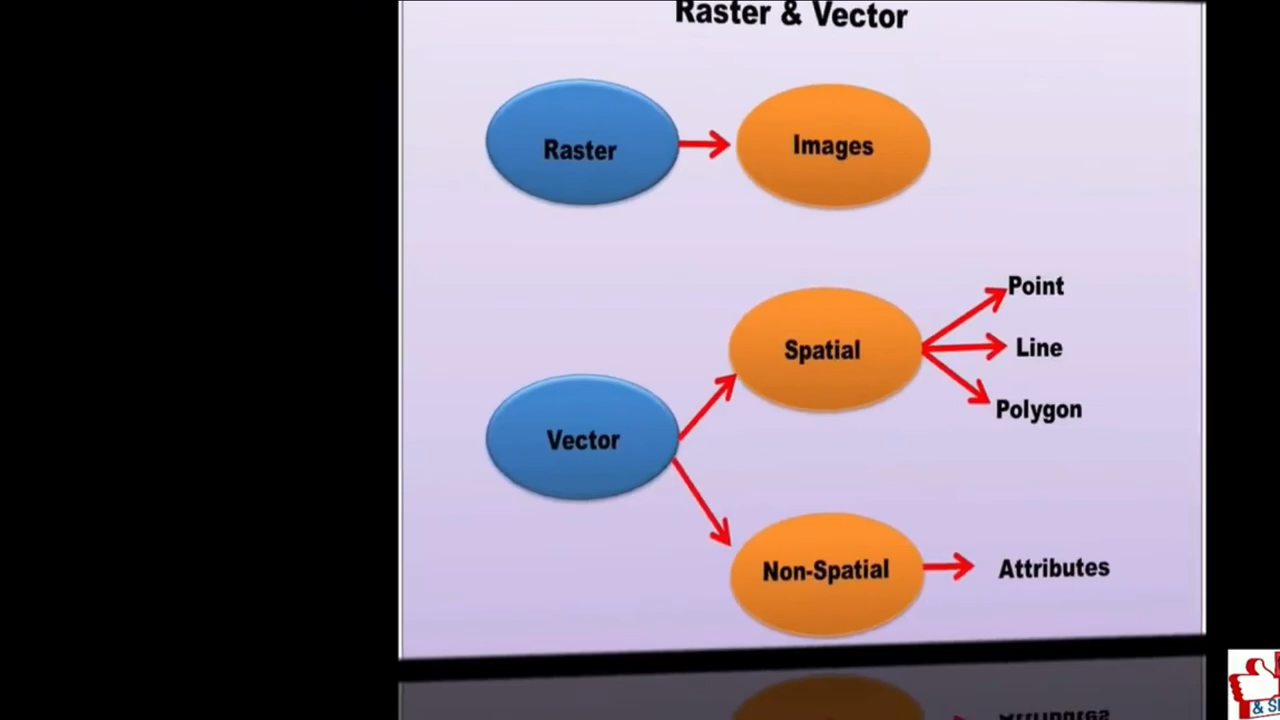 Raster & Vector
Raster
Images
Point
Spatial
Line
Polygon
Vector
Non-Spatial
Attributes